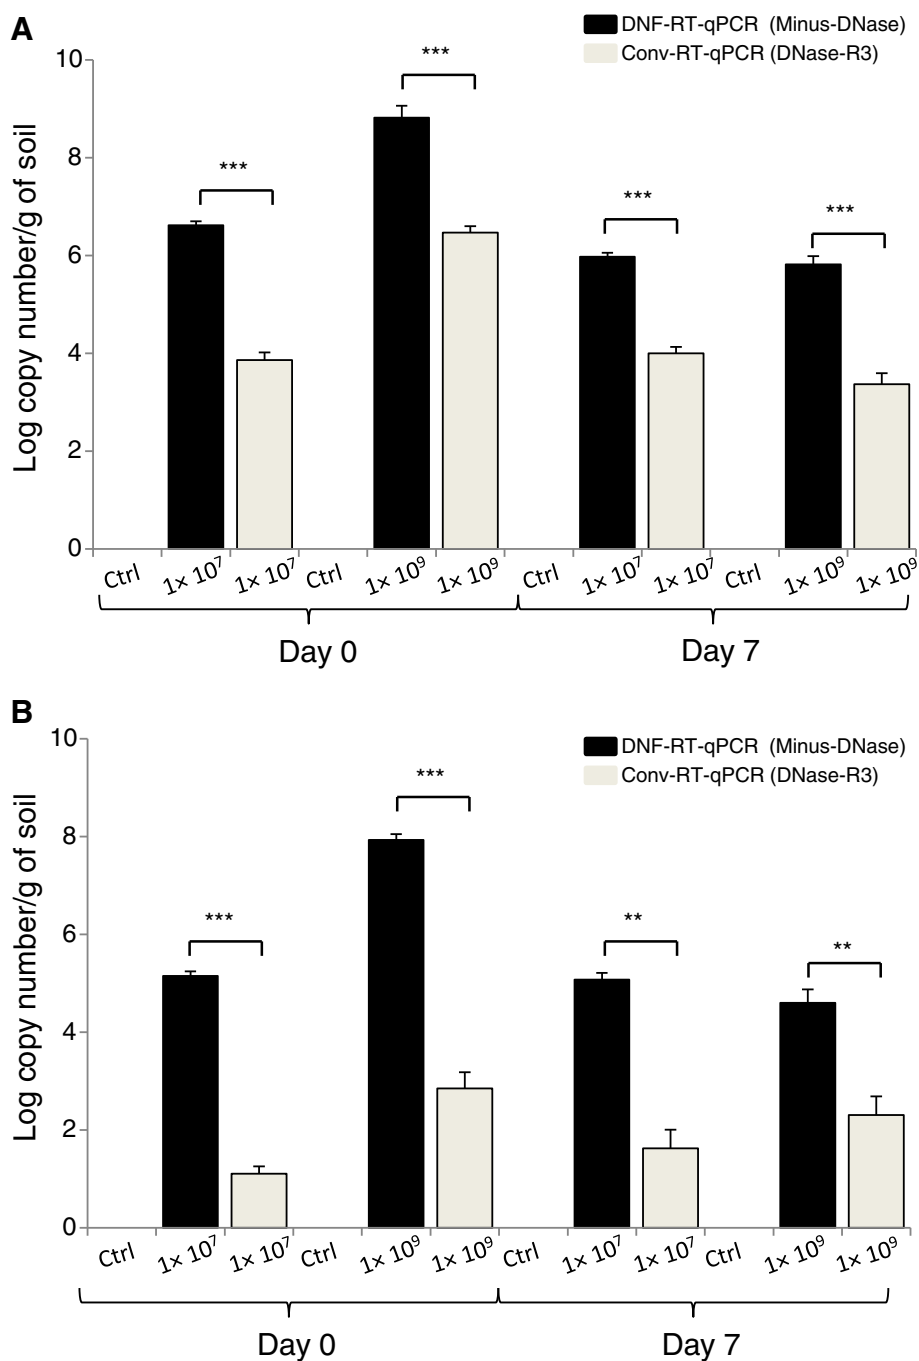 A
DNF-RT-qPCR (Minus-DNase)
Conv-RT-qPCR (DNase-R3)
Log copy number/g of soil
10
8
6
4
2
0
*** *** *** ***
Ctrl 1× 10⁷ 1× 10⁷ Ctrl 1× 10⁹ 1× 10⁹ Ctrl 1× 10⁷ 1× 10⁷ Ctrl 1× 10⁹ 1× 10⁹
Day 0 Day 7
B
DNF-RT-qPCR (Minus-DNase)
Conv-RT-qPCR (DNase-R3)
Log copy number/g of soil
10
8
6
4
2
0
*** *** ** **
Ctrl 1× 10⁷ 1× 10⁷ Ctrl 1× 10⁹ 1× 10⁹ Ctrl 1× 10⁷ 1× 10⁷ Ctrl 1× 10⁹ 1× 10⁹
Day 0 Day 7